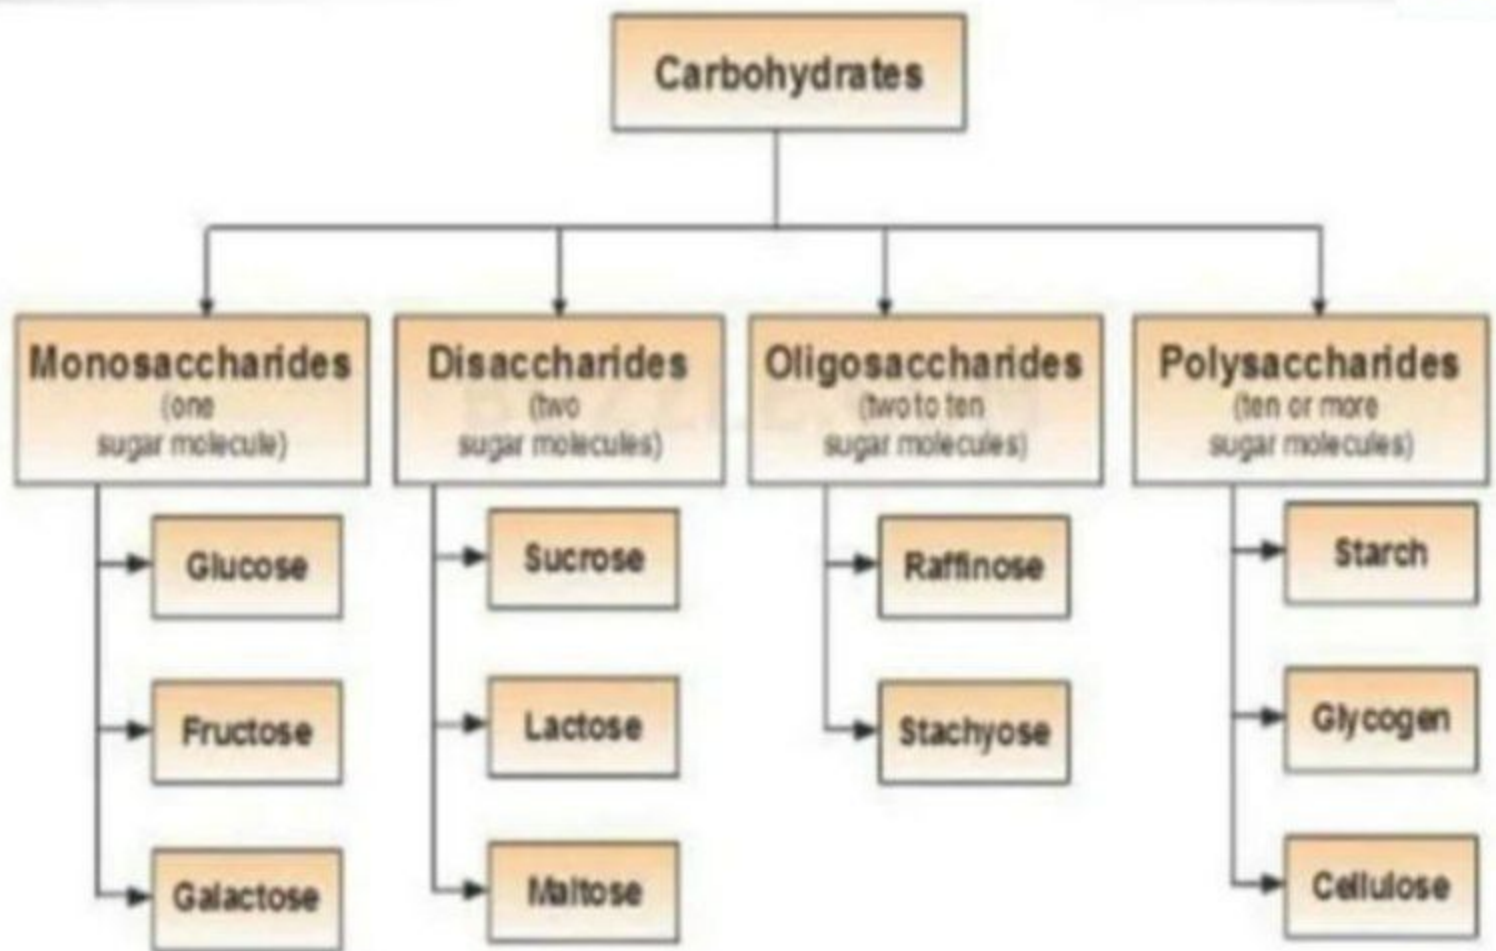 Carbohydrates
Monosaccharides
(one
sugar molecule)
Disaccharides
(two
sugar molecules)
Oligosaccharides
(two to ten
sugar molecules)
Polysaccharides
(ten or more
sugar molecules)
Glucose
Fructose
Galactose
Sucrose
Lactose
Maltose
Raffinose
Stachyose
Starch
Glycogen
Cellulose